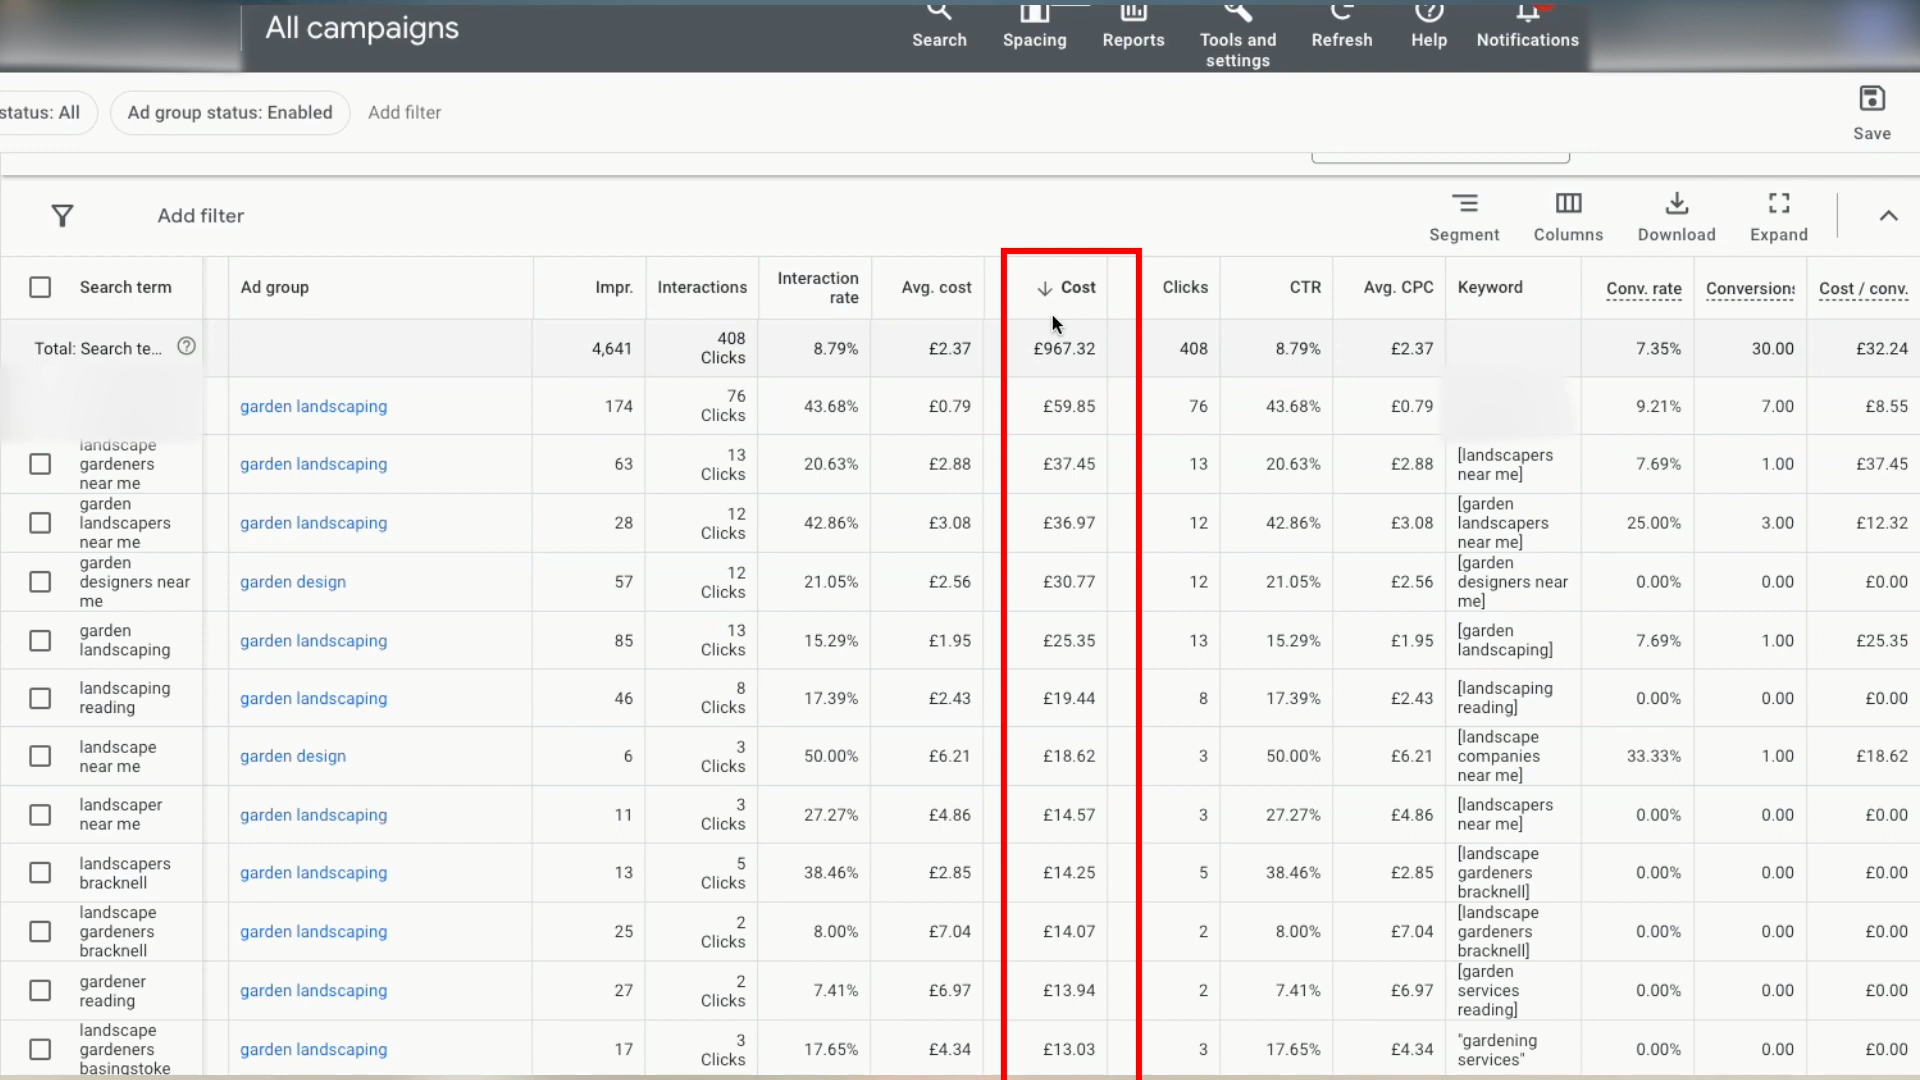 All campaigns
Search
Spacing
Reports
Tools and
settings
Refresh
Help
Notifications
status: All
Ad group status: Enabled
Add filter
Save
Add filter
Segment
Columns
Download
Expand
Search term
Ad group
Impr.
Interactions
Interaction
rate
Avg. cost
Cost
Clicks
CTR
Avg. CPC
Keyword
Conv. rate
Conversions
Cost / conv.
Total: Search te...
4,641
408
Clicks
8.79%
£2.37
£967.32
408
8.79%
£2.37
7.35%
30.00
£32.24
garden landscaping
174
76
Clicks
43.68%
£0.79
£59.85
76
43.68%
£0.79
9.21%
7.00
£8.55
landscape
gardeners
near me
garden landscaping
63
13
Clicks
20.63%
£2.88
£37.45
13
20.63%
£2.88
[landscapers
near me]
7.69%
1.00
£37.45
garden
landscapers
near me
garden landscaping
28
12
Clicks
42.86%
£3.08
£36.97
12
42.86%
£3.08
[garden
landscapers
near me]
25.00%
3.00
£12.32
garden
designers near
me
garden design
57
12
Clicks
21.05%
£2.56
£30.77
12
21.05%
£2.56
[garden
designers near
me]
0.00%
0.00
£0.00
garden
landscaping
garden landscaping
85
13
Clicks
15.29%
£1.95
£25.35
13
15.29%
£1.95
[garden
landscaping]
7.69%
1.00
£25.35
landscaping
reading
garden landscaping
46
8
Clicks
17.39%
£2.43
£19.44
8
17.39%
£2.43
[landscaping
reading]
0.00%
0.00
£0.00
landscape
near me
garden design
6
3
Clicks
50.00%
£6.21
£18.62
3
50.00%
£6.21
[landscape
companies
near me]
33.33%
1.00
£18.62
landscaper
near me
garden landscaping
11
3
Clicks
27.27%
£4.86
£14.57
3
27.27%
£4.86
[landscapers
near me]
0.00%
0.00
£0.00
landscapers
bracknell
garden landscaping
13
5
Clicks
38.46%
£2.85
£14.25
5
38.46%
£2.85
[landscape
gardeners
bracknell]
0.00%
0.00
£0.00
landscape
gardeners
bracknell
garden landscaping
25
2
Clicks
8.00%
£7.04
£14.07
2
8.00%
£7.04
[landscape
gardeners
bracknell]
0.00%
0.00
£0.00
gardener
reading
garden landscaping
27
2
Clicks
7.41%
£6.97
£13.94
2
7.41%
£6.97
[garden
services
reading]
0.00%
0.00
£0.00
landscape
gardeners
basingstoke
garden landscaping
17
3
Clicks
17.65%
£4.34
£13.03
3
17.65%
£4.34
"gardening
services"
0.00%
0.00
£0.00